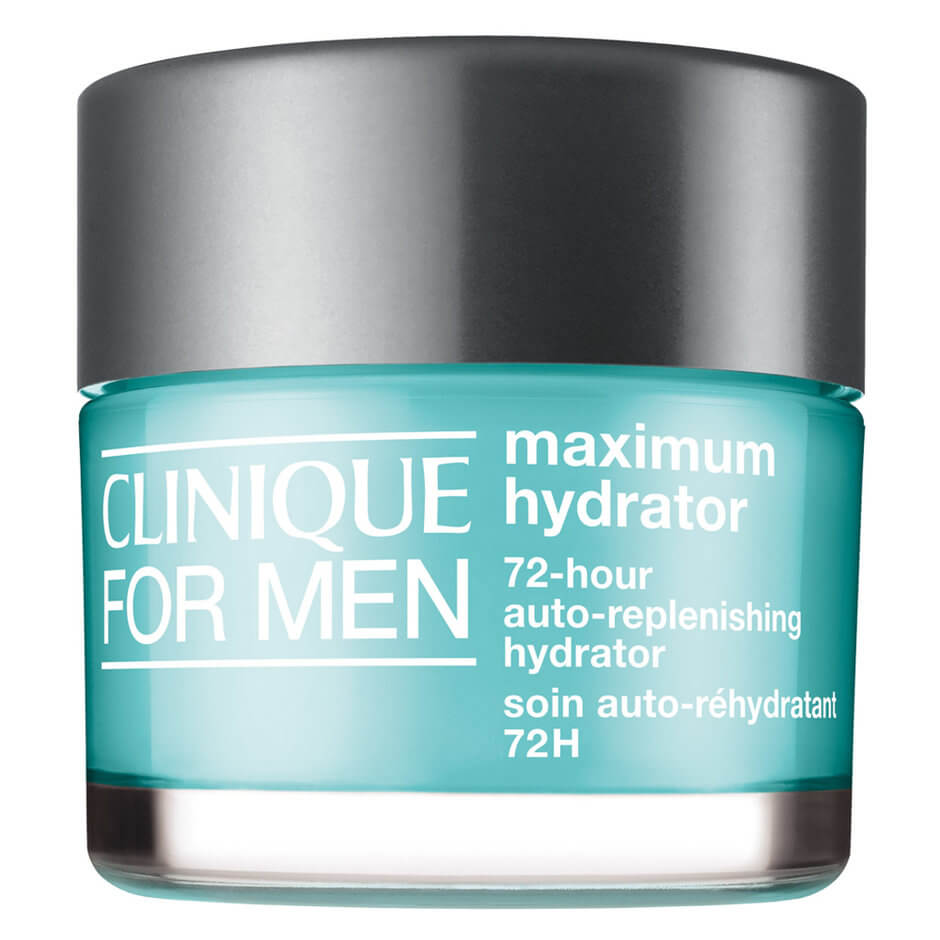 CLINIQUE
FOR MEN
maximum
hydrator
72-hour
auto-replenishing
hydrator
soin auto-réhydratant
72H